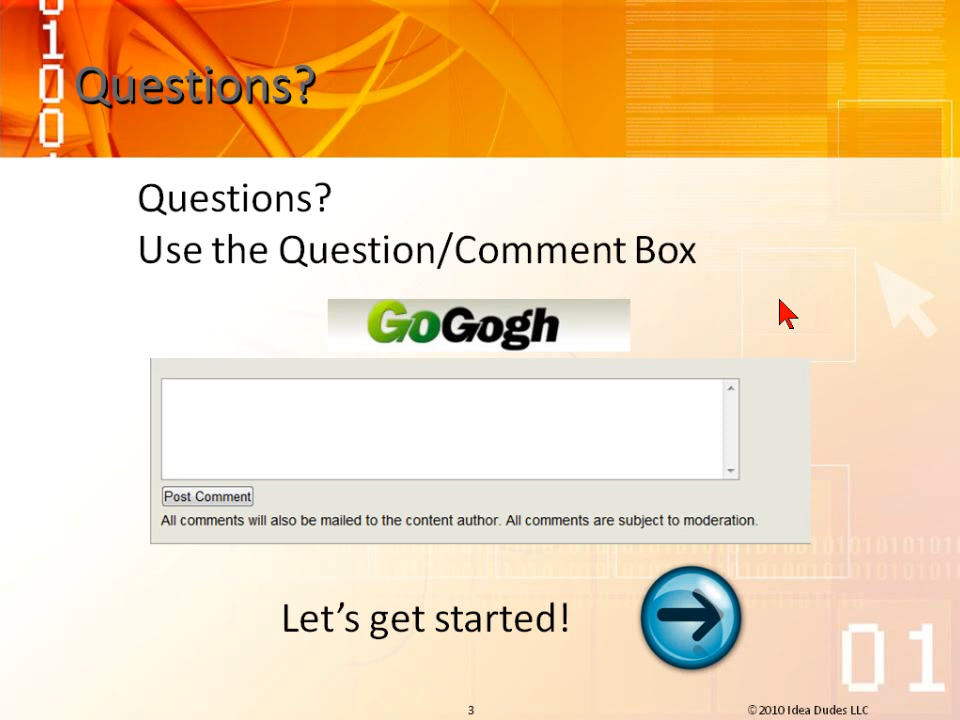 Questions?
Questions?
Use the Question/Comment Box
GoGogh
Post Comment
All comments will also be mailed to the content author. All comments are subject to moderation.
Let's get started!
01
3
©2010 Idea Dudes LLC